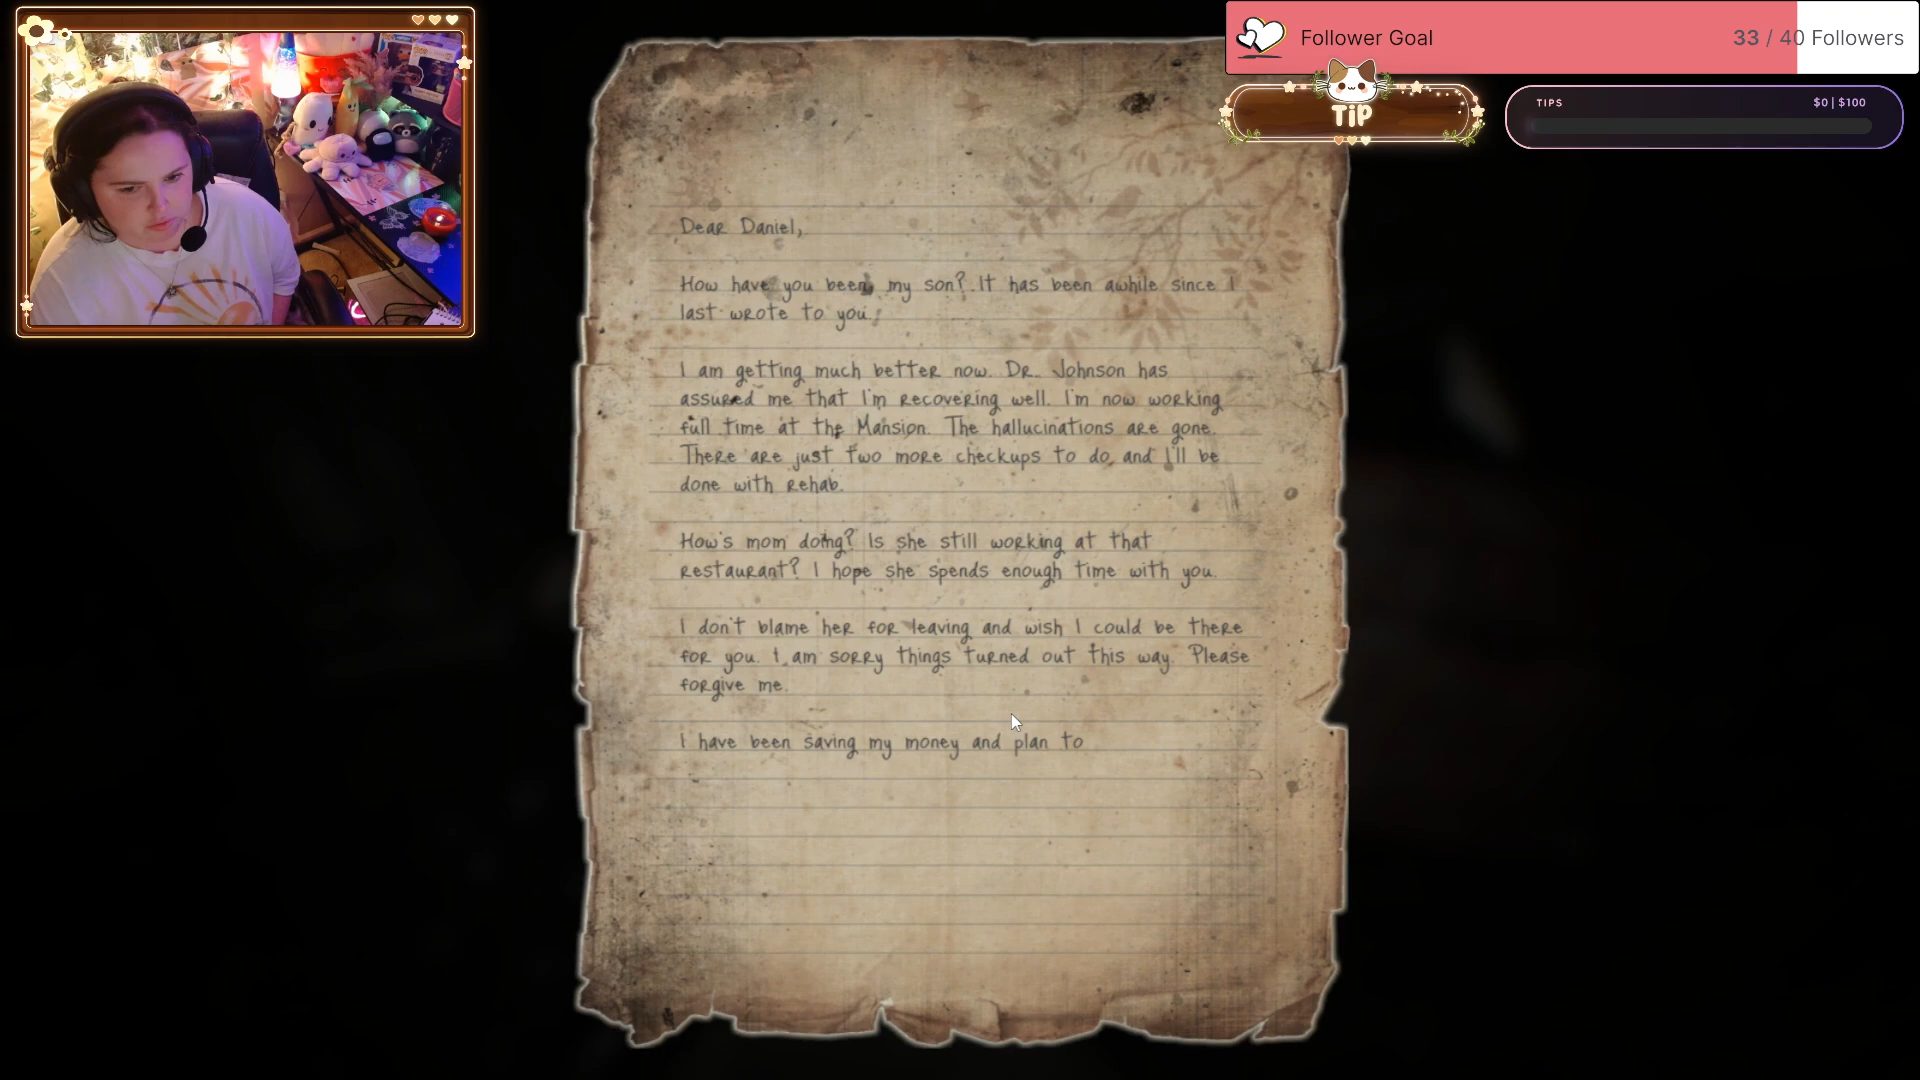 Follower Goal
33 / 40 Followers
TiP
TIPS
$0 | $100
Dear Daniel,
How have you been, my son? It has been awhile since I
last wrote to you.
I am getting much better now. Dr. Johnson has
assured me that I'm recovering well. I'm now working
full time at the Mansion. The hallucinations are gone.
There are just two more checkups to do, and I'll be
done with rehab.
How's mom doing? Is she still working at that
restaurant? I hope she spends enough time with you.
I don't blame her for leaving and wish I could be there
for you. I am sorry things turned out this way. Please
forgive me.
I have been saving my money and plan to